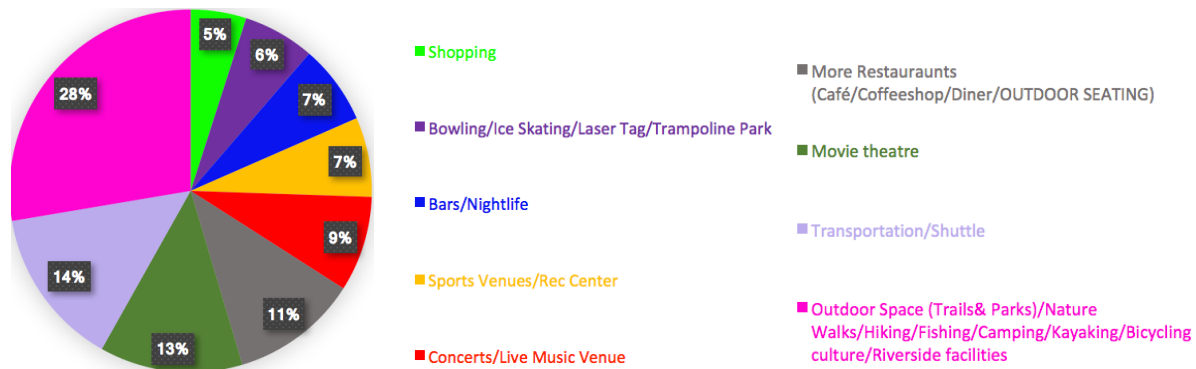 5%
6%
7%
7%
9%
11%
13%
14%
28%
Shopping
Bowling/Ice Skating/Laser Tag/Trampoline Park
Bars/Nightlife
Sports Venues/Rec Center
Concerts/Live Music Venue
More Restauraunts
(Café/Coffeeshop/Diner/OUTDOOR SEATING)
Movie theatre
Transportation/Shuttle
Outdoor Space (Trails& Parks)/Nature
Walks/Hiking/Fishing/Camping/Kayaking/Bicycling
culture/Riverside facilities